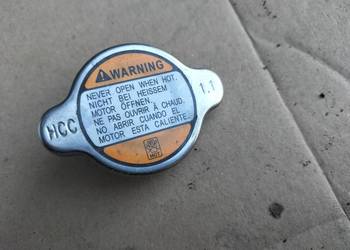 WARNING
NEVER OPEN WHEN HOT.
NICHT BEI HEISSEM
MOTOR ÖFFNEN.
NE PAS OUVRIR À CHAUD.
NO ABRIR CUANDO EL
MOTOR ESTA CALIENTE.
HCC
1.1
HOT